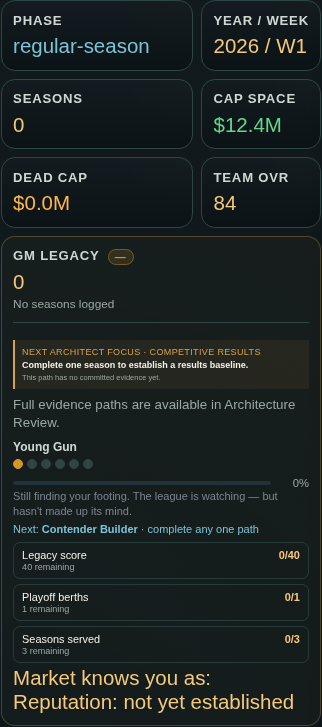 PHASE
regular-season
YEAR / WEEK
2026 / W1
SEASONS
0
CAP SPACE
$12.4M
DEAD CAP
$0.0M
TEAM OVR
84
GM LEGACY —
0
No seasons logged
NEXT ARCHITECT FOCUS · COMPETITIVE RESULTS
Complete one season to establish a results baseline.
This path has no committed evidence yet.
Full evidence paths are available in Architecture
Review.
Young Gun
0%
Still finding your footing. The league is watching — but
hasn't made up its mind.
Next: Contender Builder · complete any one path
Legacy score 0/40
40 remaining
Playoff berths 0/1
1 remaining
Seasons served 0/3
3 remaining
Market knows you as:
Reputation: not yet established